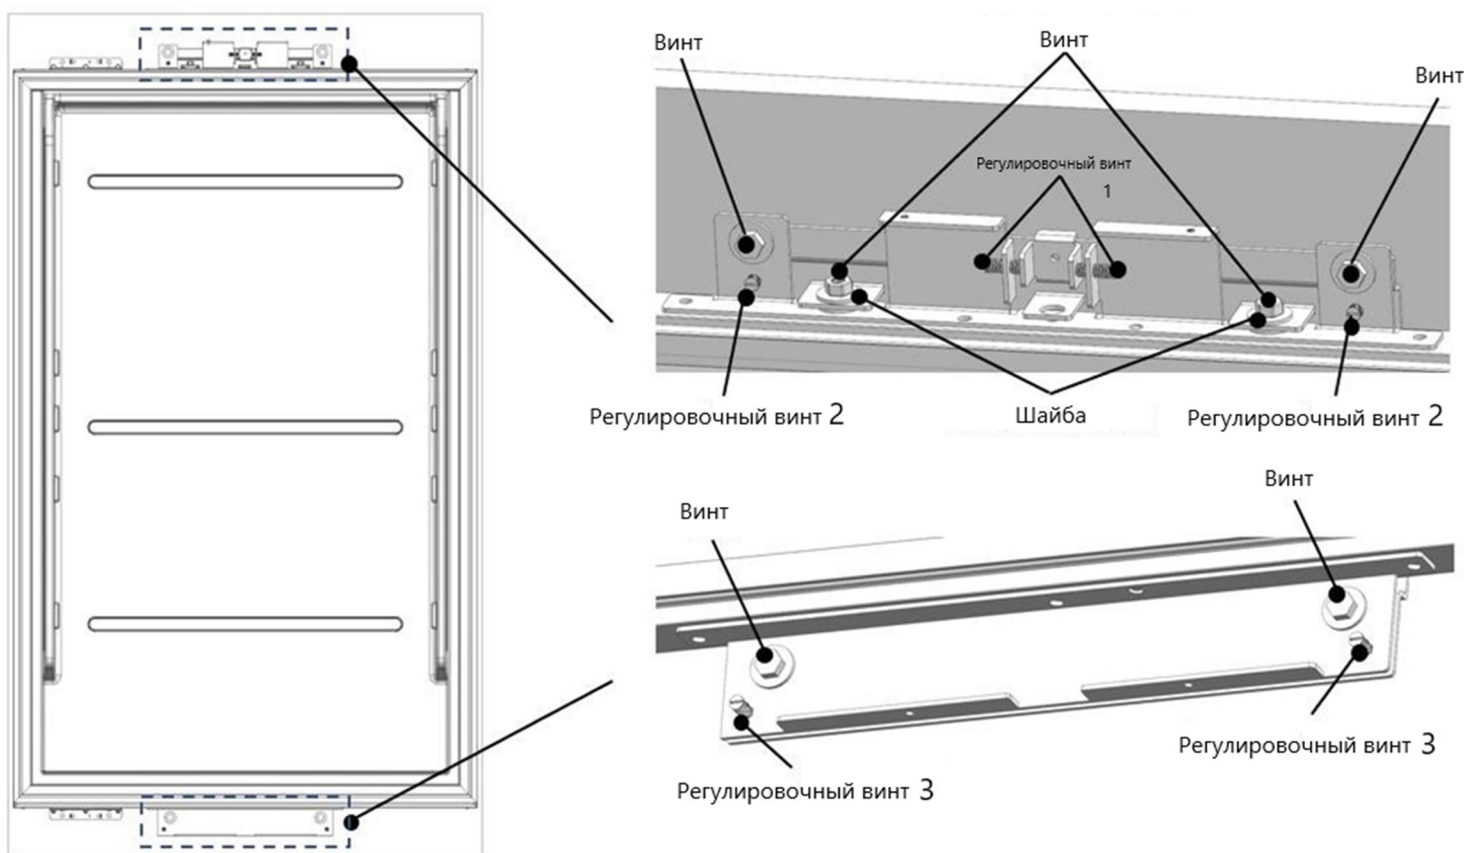 Винт
Винт
Винт
Регулировочный винт
1
Регулировочный винт 2
Шайба
Регулировочный винт 2
Винт
Винт
Регулировочный винт 3
Регулировочный винт 3